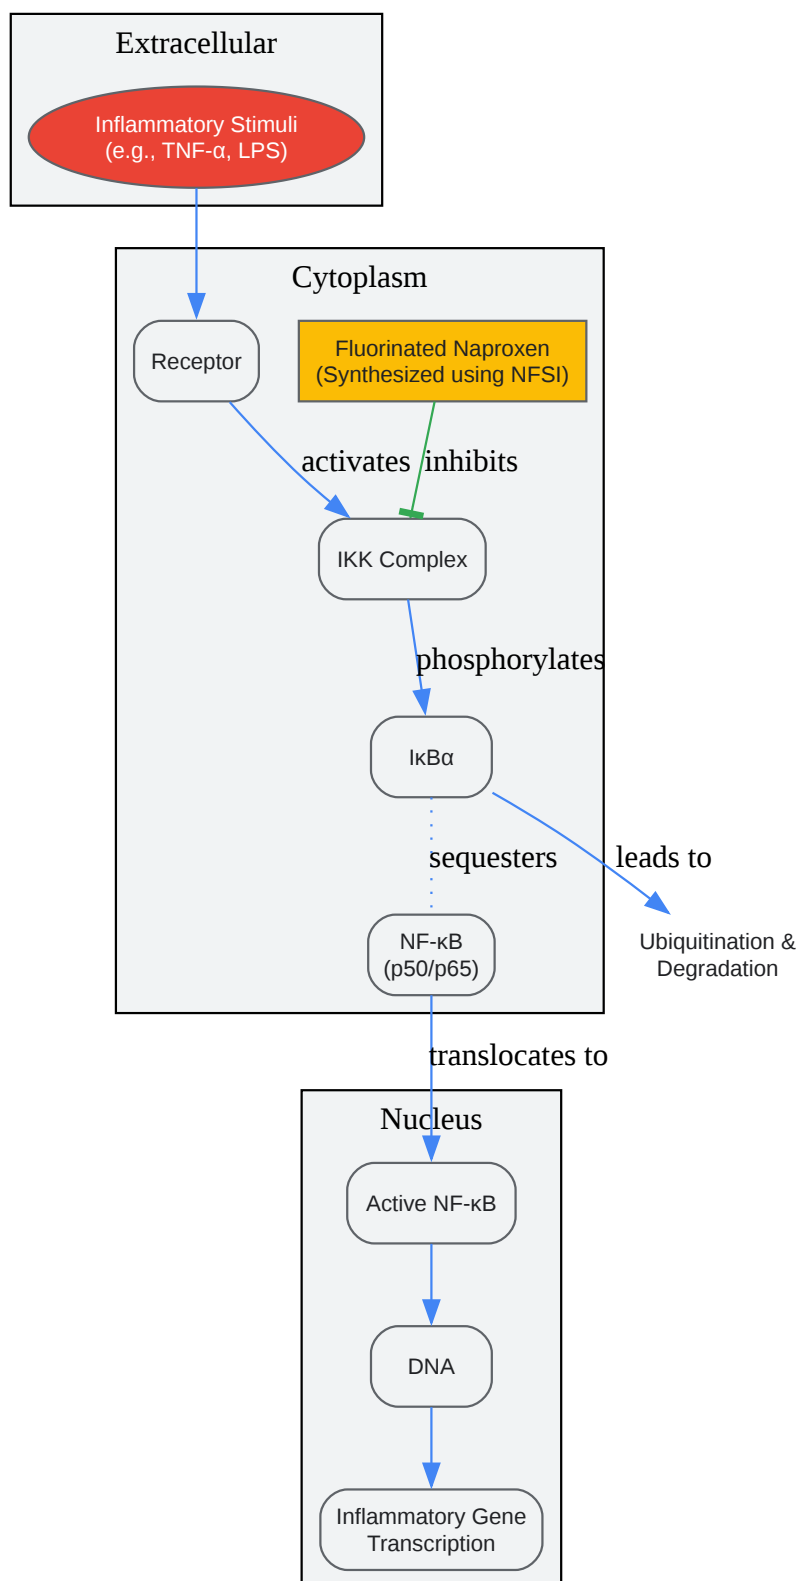 Extracellular
Inflammatory Stimuli
(e.g., TNF-α, LPS)
Cytoplasm
Receptor
Fluorinated Naproxen
(Synthesized using NFSI)
activates
inhibits
IKK Complex
phosphorylates
IκBα
sequesters
leads to
NF-κB
(p50/p65)
Ubiquitination &
Degradation
translocates to
Nucleus
Active NF-κB
DNA
Inflammatory Gene
Transcription